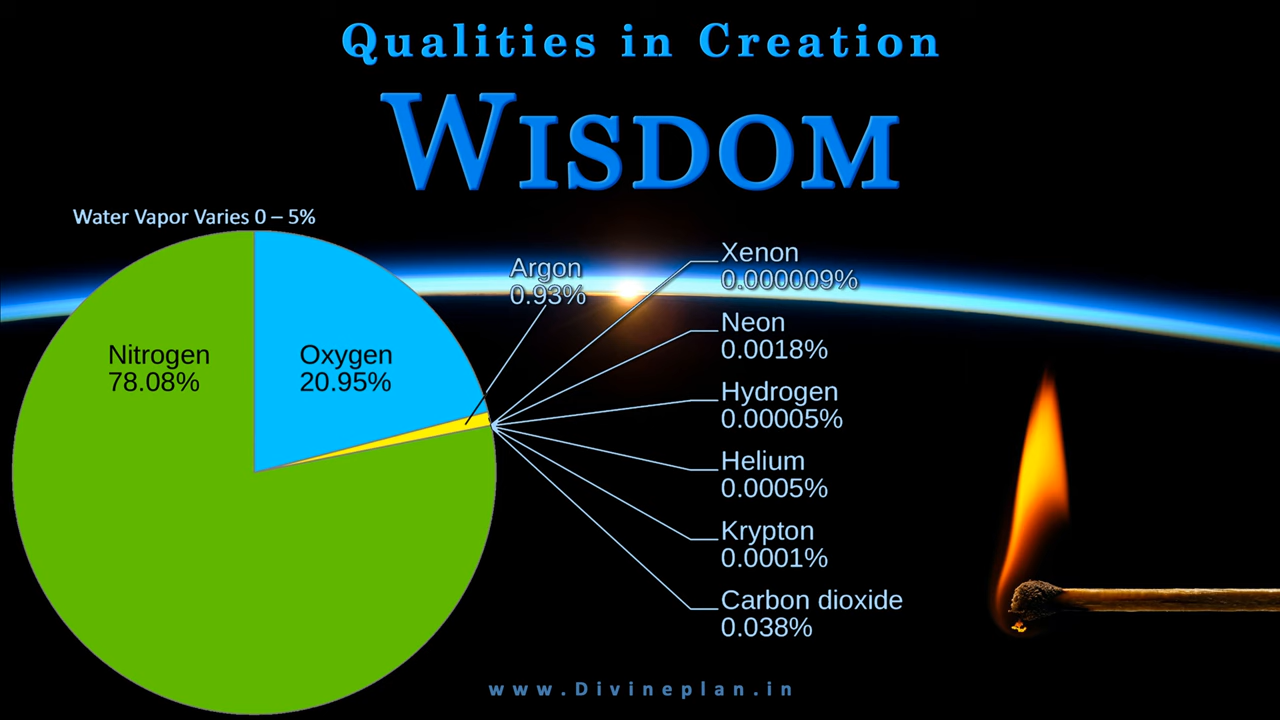 Qualities in Creation
WISDOM
Water Vapor Varies 0 – 5%
Nitrogen
78.08%
Oxygen
20.95%
Argon
0.93%
Xenon
0.000009%
Neon
0.0018%
Hydrogen
0.00005%
Helium
0.0005%
Krypton
0.0001%
Carbon dioxide
0.038%
www.Divineplan.in